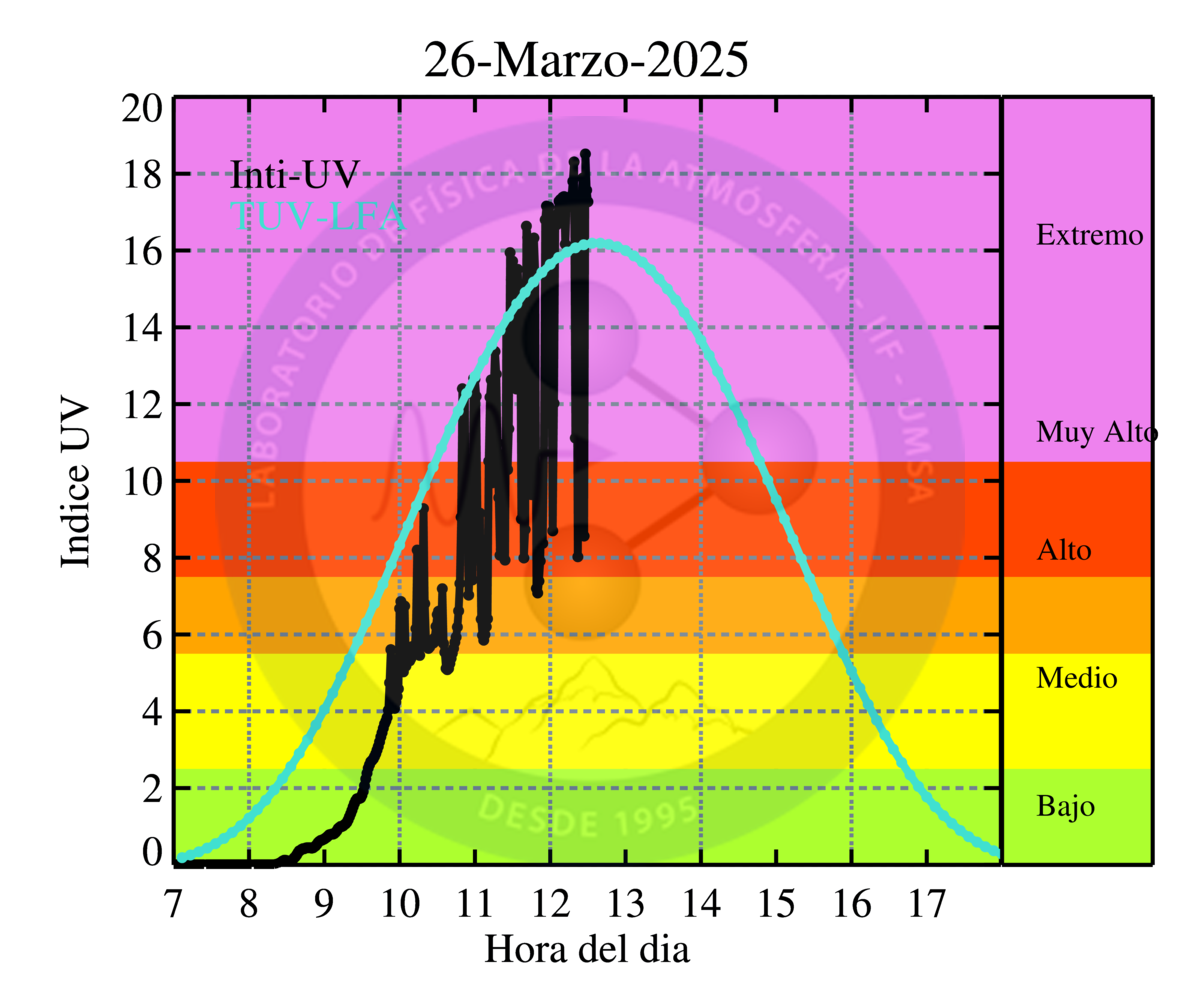 26-Marzo-2025
20
18
16
14
12
10
8
6
4
2
0
Indice UV
Inti-UV
TUV-LFA
LABORATORIO DE FÍSICA DE LA ATMÓSFERA - IIF - UMSA
DESDE 1995
Extremo
Muy Alto
Alto
Medio
Bajo
7 8 9 10 11 12 13 14 15 16 17
Hora del dia